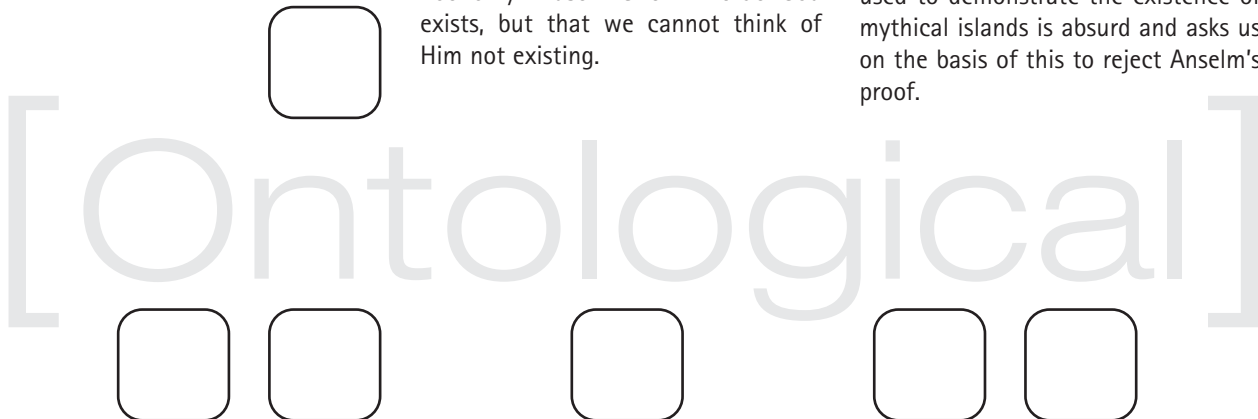 exists, but that we cannot think of
Him not existing.
used to demonstrate the existence of
mythical islands is absurd and asks us
on the basis of this to reject Anselm's
proof.
[Ontological]